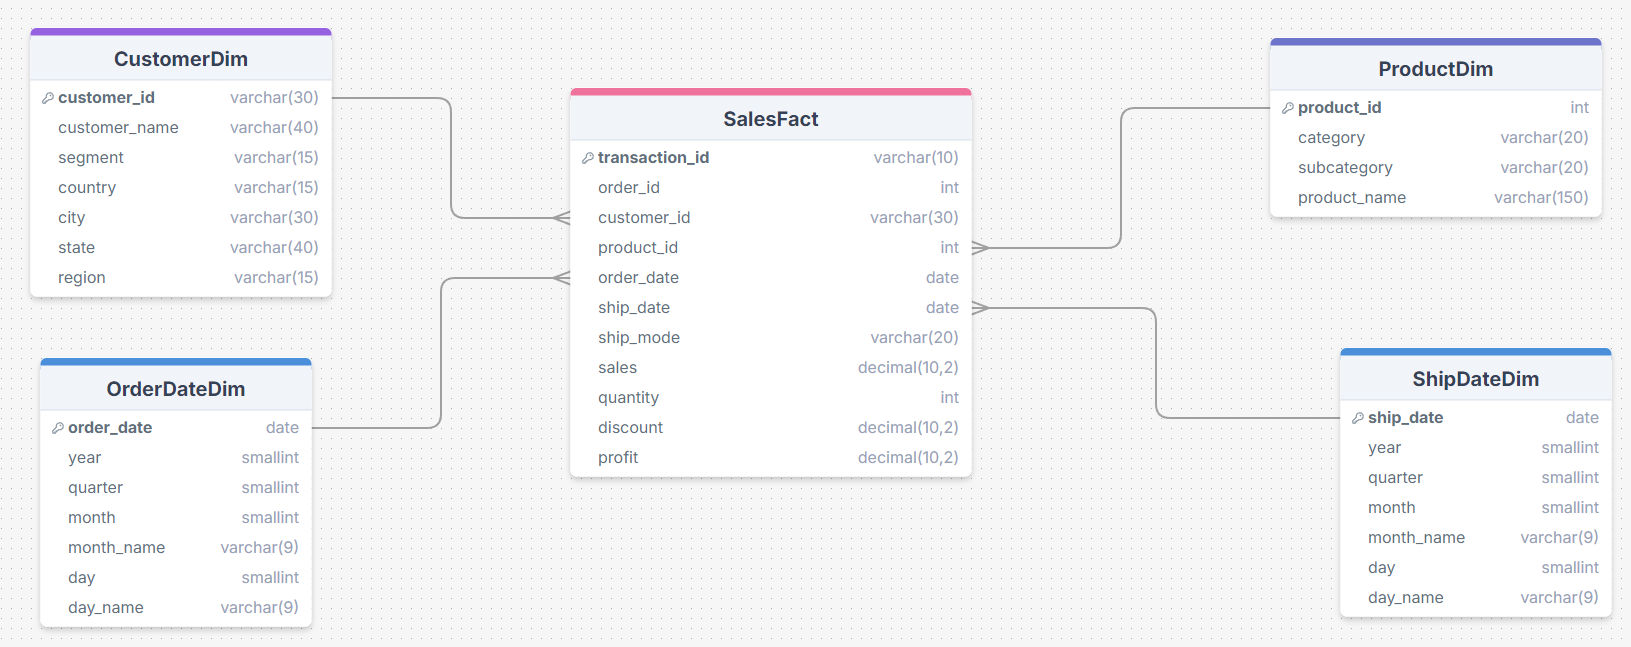 CustomerDim
customer_id varchar(30)
customer_name varchar(40)
segment varchar(15)
country varchar(15)
city varchar(30)
state varchar(40)
region varchar(15)
OrderDateDim
order_date date
year smallint
quarter smallint
month smallint
month_name varchar(9)
day smallint
day_name varchar(9)
SalesFact
transaction_id varchar(10)
order_id int
customer_id varchar(30)
product_id int
order_date date
ship_date date
ship_mode varchar(20)
sales decimal(10,2)
quantity int
discount decimal(10,2)
profit decimal(10,2)
ProductDim
product_id int
category varchar(20)
subcategory varchar(20)
product_name varchar(150)
ShipDateDim
ship_date date
year smallint
quarter smallint
month smallint
month_name varchar(9)
day smallint
day_name varchar(9)